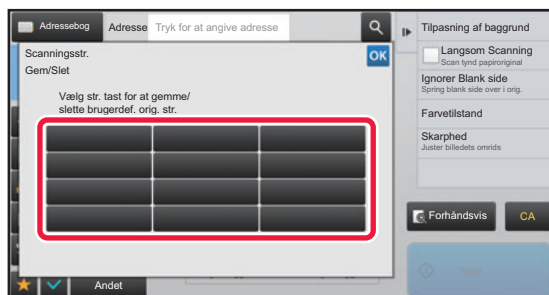 Adressebog
Adresse
Tryk for at angive adresse
Scanningsstr.
Gem/Slet
OK
Vælg str. tast for at gemme/
slette brugerdef. orig. str.
Andet
Tilpasning af baggrund
Langsom Scanning
Scan tynd papiroriginal
Ignorer Blank side
Spring blank side over i orig.
Farvetilstand
Skarphed
Juster billedets omrids
Forhåndsvis
CA
Start